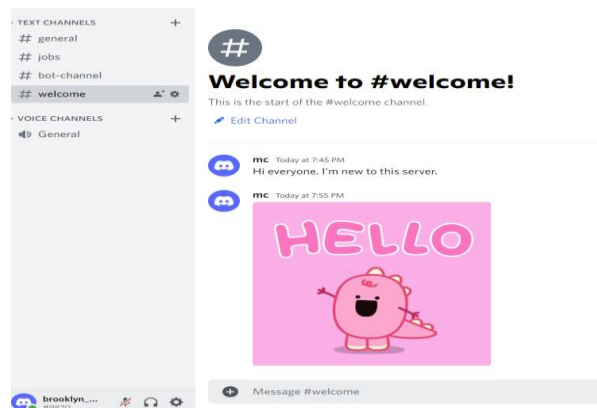 TEXT CHANNELS +
# general
# jobs
# bot-channel
# welcome
VOICE CHANNELS +
General
brooklyn_...
#
Welcome to #welcome!
This is the start of the #welcome channel.
Edit Channel
mc Today at 7:45 PM
Hi everyone. I'm new to this server.
mc Today at 7:55 PM
HELLO
Message #welcome